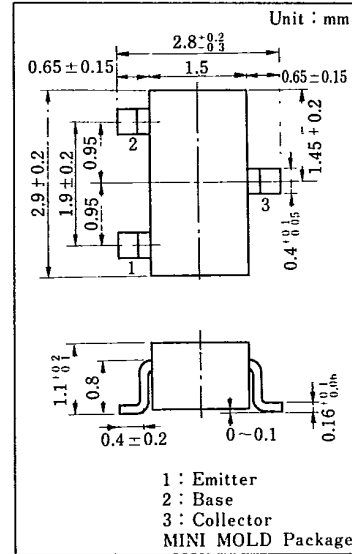 Unit : mm
2.8 +0.2 -0.3
0.65±0.15
1.5
0.65±0.15
2.9±0.2
1.9±0.2
0.95
0.95
2
1
3
1.45+0.2
0.4 +0.1 -0.05
1.1 +0.2 -0.1
0.8
0.4±0.2
0~0.1
0.16 +0.1 -0.06
1 : Emitter
2 : Base
3 : Collector
MINI MOLD Package